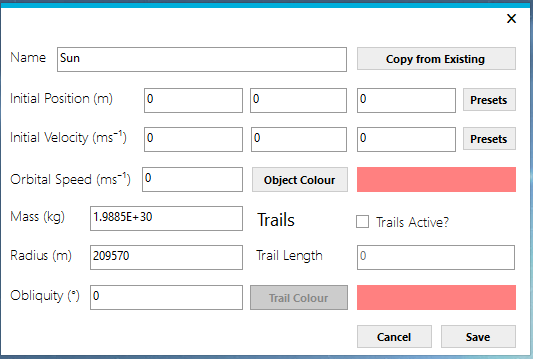 X
Name Sun Copy from Existing
Initial Position (m) 0 0 0 Presets
Initial Velocity (ms⁻¹) 0 0 0 Presets
Orbital Speed (ms⁻¹) 0 Object Colour
Mass (kg) 1.9885E+30 Trails Trails Active?
Radius (m) 209570 Trail Length 0
Obliquity (°) 0 Trail Colour
Cancel Save